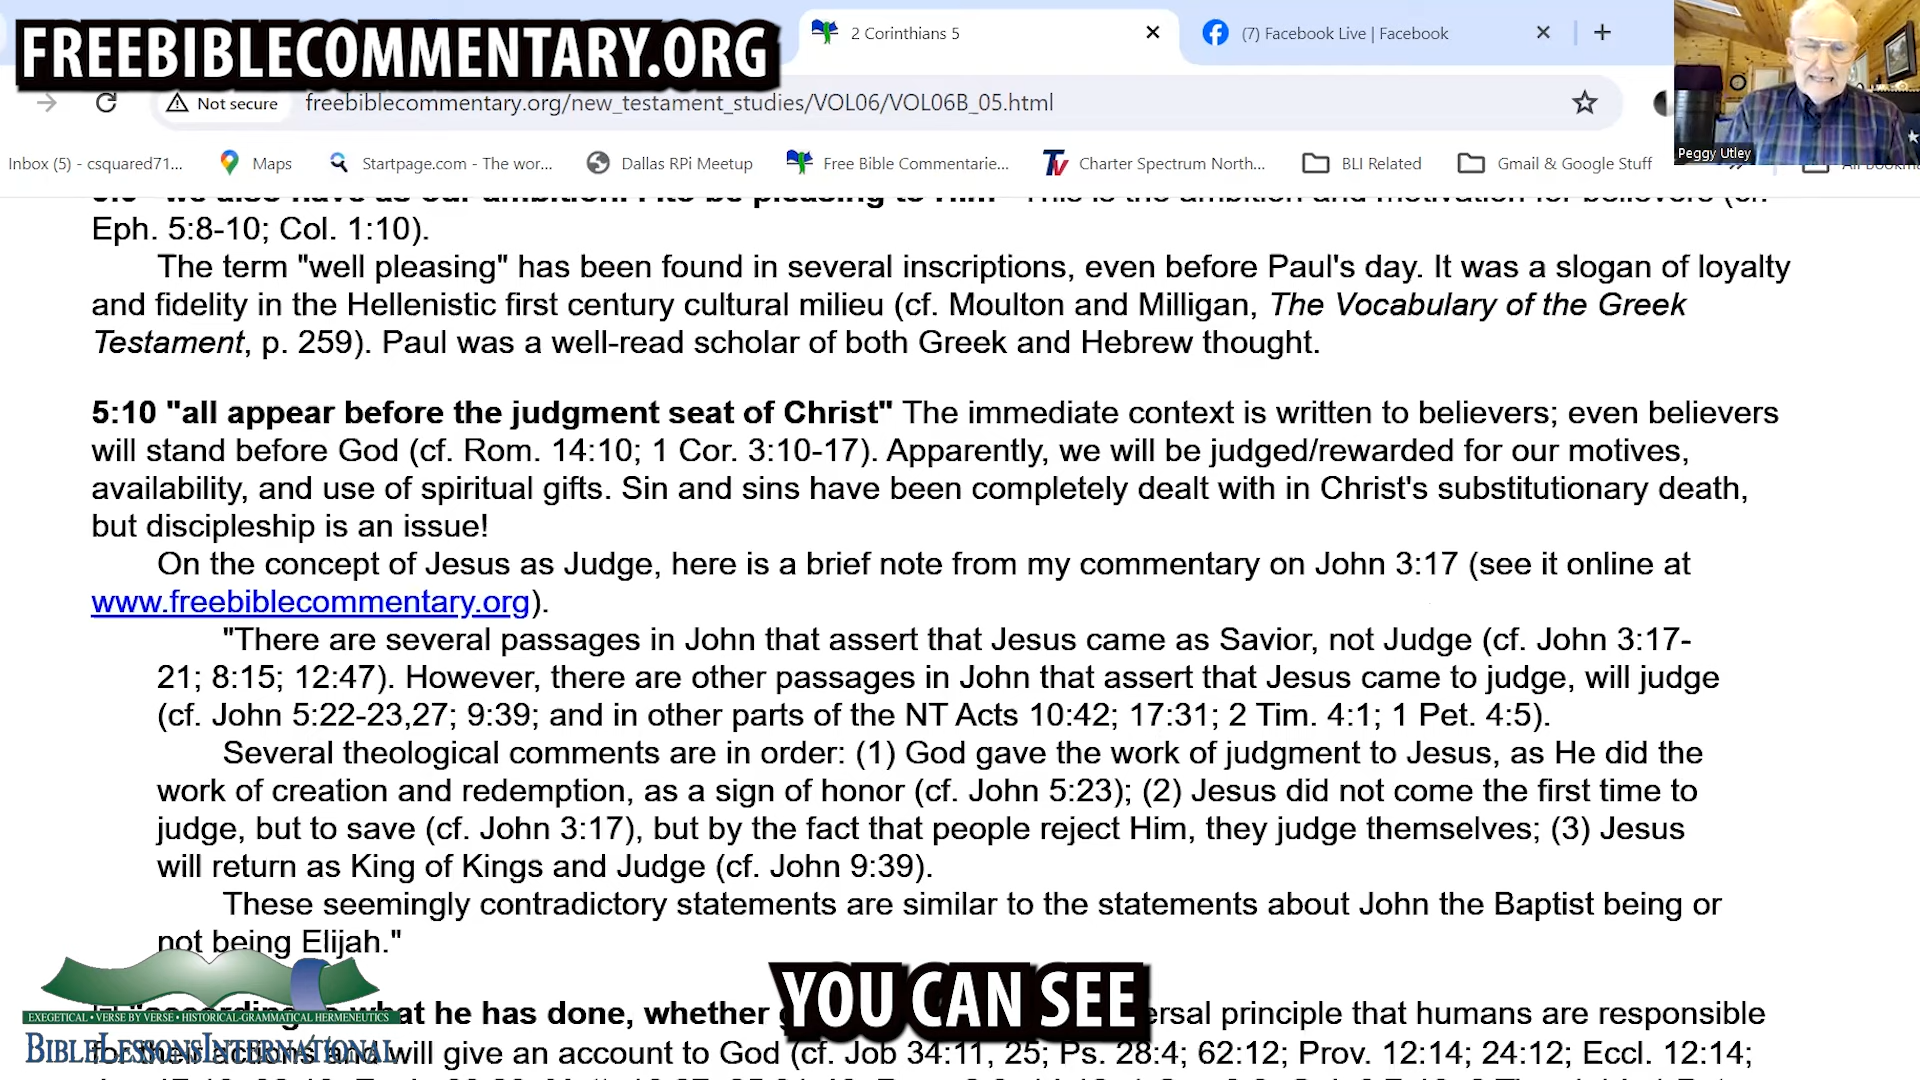 FREEBIBLECOMMENTARY.ORG
2 Corinthians 5
(7) Facebook Live | Facebook
Not secure
freebiblecommentary.org/new_testament_studies/VOL06/VOL06B_05.html
Peggy Utley
Inbox (5) - csquared71...
Maps
Startpage.com - The wor...
Dallas RPi Meetup
Free Bible Commentarie...
Charter Spectrum North...
BLI Related
Gmail & Google Stuff
Eph. 5:8-10; Col. 1:10).
The term "well pleasing" has been found in several inscriptions, even before Paul's day. It was a slogan of loyalty
and fidelity in the Hellenistic first century cultural milieu (cf. Moulton and Milligan, The Vocabulary of the Greek
Testament, p. 259). Paul was a well-read scholar of both Greek and Hebrew thought.
5:10 "all appear before the judgment seat of Christ" The immediate context is written to believers; even believers
will stand before God (cf. Rom. 14:10; 1 Cor. 3:10-17). Apparently, we will be judged/rewarded for our motives,
availability, and use of spiritual gifts. Sin and sins have been completely dealt with in Christ's substitutionary death,
but discipleship is an issue!
On the concept of Jesus as Judge, here is a brief note from my commentary on John 3:17 (see it online at
www.freebiblecommentary.org).
"There are several passages in John that assert that Jesus came as Savior, not Judge (cf. John 3:17-
21; 8:15; 12:47). However, there are other passages in John that assert that Jesus came to judge, will judge
(cf. John 5:22-23,27; 9:39; and in other parts of the NT Acts 10:42; 17:31; 2 Tim. 4:1; 1 Pet. 4:5).
Several theological comments are in order: (1) God gave the work of judgment to Jesus, as He did the
work of creation and redemption, as a sign of honor (cf. John 5:23); (2) Jesus did not come the first time to
judge, but to save (cf. John 3:17), but by the fact that people reject Him, they judge themselves; (3) Jesus
will return as King of Kings and Judge (cf. John 9:39).
These seemingly contradictory statements are similar to the statements about John the Baptist being or
not being Elijah."
what he has done, whether
principle that humans are responsible
will give an account to God (cf. Job 34:11, 25; Ps. 28:4; 62:12; Prov. 12:14; 24:12; Eccl. 12:14;
YOU CAN SEE
EXEGETICAL • VERSE BY VERSE • HISTORICAL-GRAMMATICAL HERMENEUTICS
BIBLELESSONSINTERNATIONAL